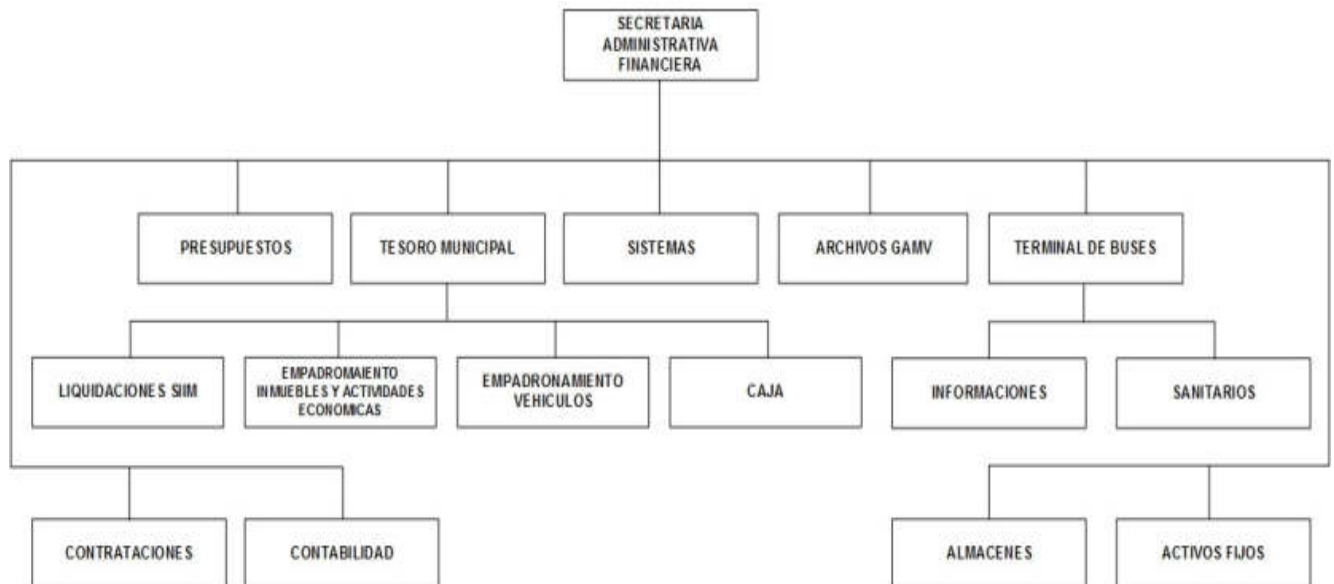 SECRETARIA
ADMINISTRATIVA
FINANCIERA
PRESUPUESTOS
TESORO MUNICIPAL
SISTEMAS
ARCHIVOS GAMV
TERMINAL DE BUSES
LIQUIDACIONES SIIM
EMPADROMAIENTO
INMUEBLES Y ACTIVIDADES
ECONOMICAS
EMPADRONAMIENTO
VEHICULOS
CAJA
INFORMACIONES
SANITARIOS
CONTRATACIONES
CONTABILIDAD
ALMACENES
ACTIVOS FIJOS